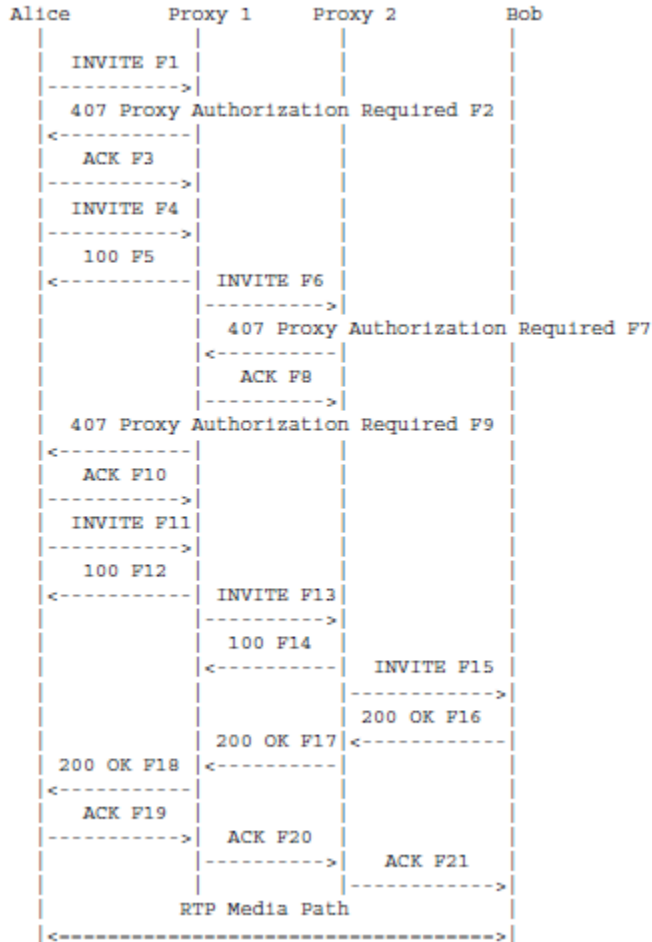 Alice Proxy 1 Proxy 2 Bob
INVITE F1
407 Proxy Authorization Required F2
ACK F3
INVITE F4
100 F5
INVITE F6
407 Proxy Authorization Required F7
ACK F8
407 Proxy Authorization Required F9
ACK F10
INVITE F11
100 F12
INVITE F13
100 F14
INVITE F15
200 OK F16
200 OK F17
200 OK F18
ACK F19
ACK F20
ACK F21
RTP Media Path